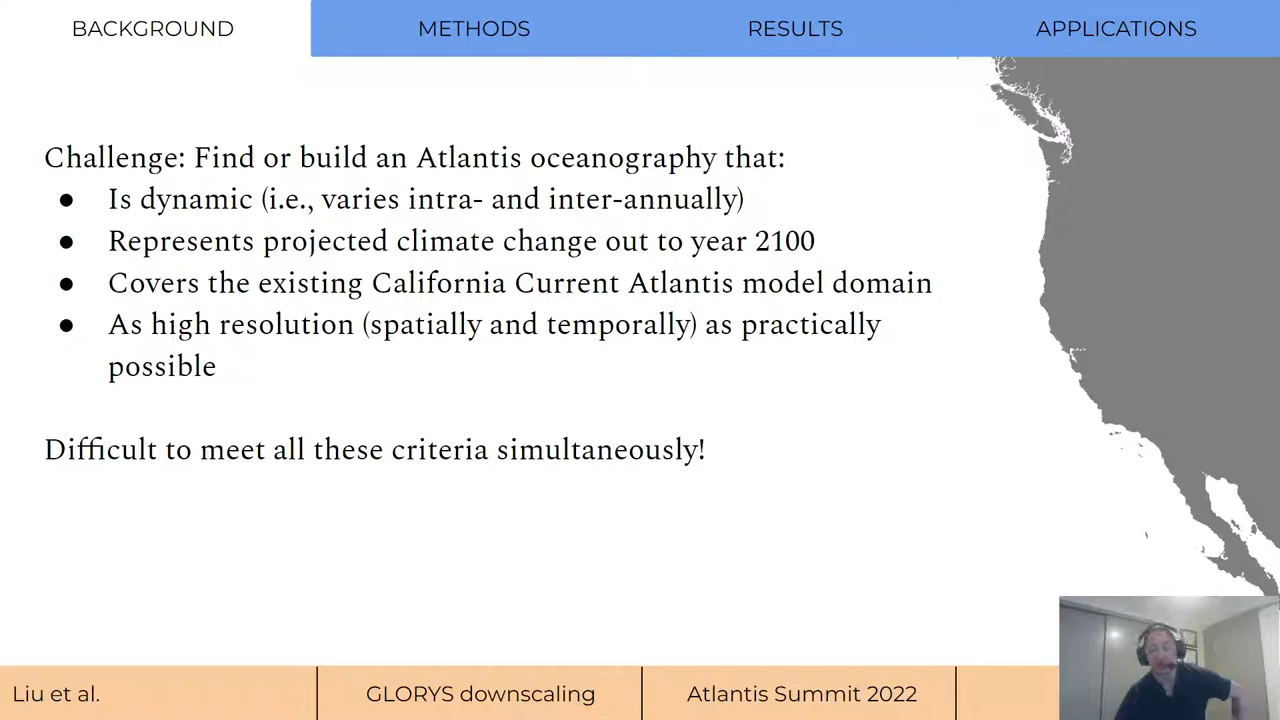 BACKGROUND
METHODS
RESULTS
APPLICATIONS
Challenge: Find or build an Atlantis oceanography that:
● Is dynamic (i.e., varies intra- and inter-annually)
● Represents projected climate change out to year 2100
● Covers the existing California Current Atlantis model domain
● As high resolution (spatially and temporally) as practically
possible
Difficult to meet all these criteria simultaneously!
Liu et al.
GLORYS downscaling
Atlantis Summit 2022